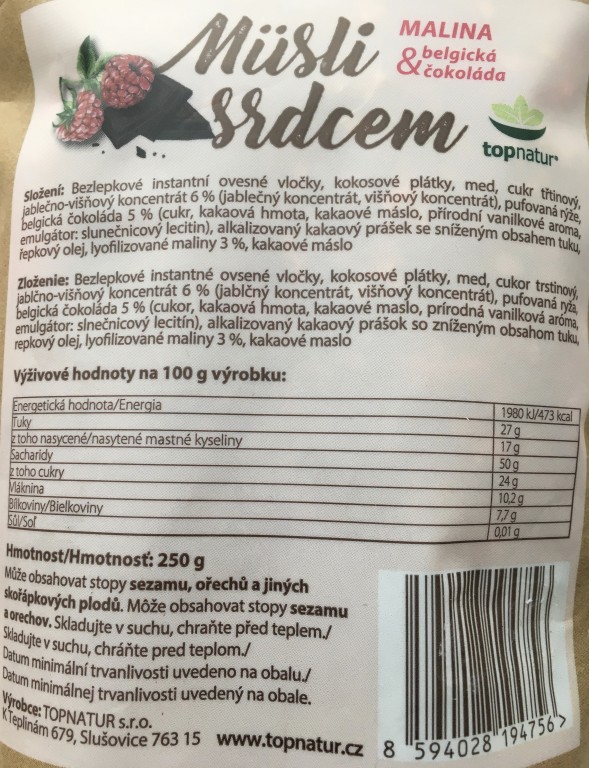 Müsli
srdcem
MALINA
& belgická
čokoláda
topnatur®
Složení: Bezlepkové instantní ovesné vločky, kokosové plátky, med, cukr třtinový,
jablečno-višňový koncentrát 6 % (jablečný koncentrát, višňový koncentrát), pufovaná rýže,
belgická čokoláda 5 % (cukr, kakaová hmota, kakaové máslo, přírodní vanilkové aroma,
emulgátor: slunečnicový lecitin), alkalizovaný kakaový prášek se sníženým obsahem tuku,
řepkový olej, lyofilizované maliny 3 %, kakaové máslo
Zloženie: Bezlepkové instantné ovsené vločky, kokosové plátky, med, cukor trstinový,
jablčno-višňový koncentrát 6 % (jablčný koncentrát, višňový koncentrát), pufovaná ryža,
belgická čokoláda 5 % (cukor, kakaová hmota, kakaové maslo, prírodná vanilková aróma,
emulgátor: slnečnicový lecitín), alkalizovaný kakaový prášok so zníženým obsahom tuku,
repkový olej, lyofilizované maliny 3 %, kakaové maslo
Výživové hodnoty na 100 g výrobku:
Energetická hodnota/Energia 1980 kJ/473 kcal
Tuky 27 g
z toho nasycené/nasytené mastné kyseliny 17 g
Sacharidy 50 g
z toho cukry 24 g
Vláknina 10,2 g
Bílkoviny/Bielkoviny 7,7 g
Sůl/Soľ 0,01 g
Hmotnost/Hmotnosť: 250 g
Může obsahovat stopy sezamu, ořechů a jiných
skořápkových plodů. Môže obsahovat stopy sezamu
a orechov. Skladujte v suchu, chraňte před teplem./
Skladujte v suchu, chráňte pred teplom./
Datum minimální trvanlivosti uvedeno na obalu./
Datum minimálnej trvanlivosti uvedený na obale.
Výrobce: TOPNATUR s.r.o.
K Teplinám 679, Slušovice 763 15 www.topnatur.cz
8 594028 194756 >